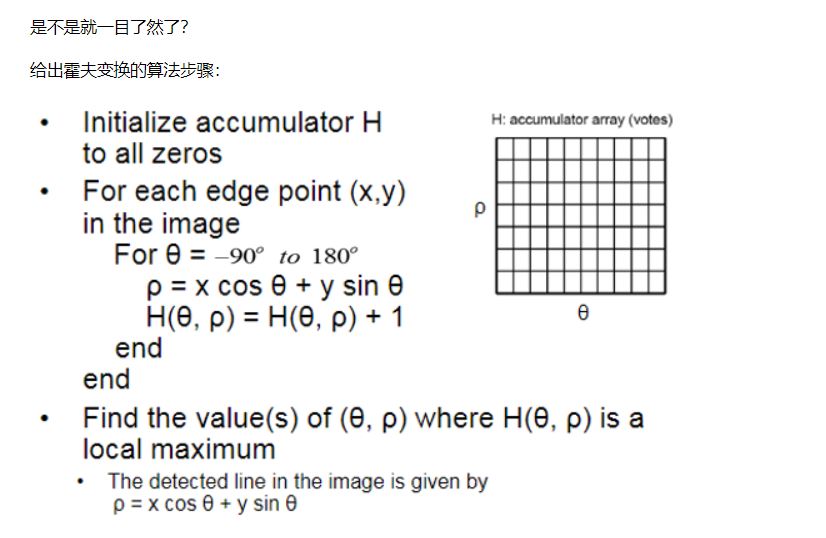 是不是就一目了然了?
给出霍夫变换的算法步骤:
• Initialize accumulator H
to all zeros
• For each edge point (x,y)
in the image
For θ = −90° to 180°
ρ = x cos θ + y sin θ
H(θ, ρ) = H(θ, ρ) + 1
end
end
H: accumulator array (votes)
ρ
θ
• Find the value(s) of (θ, ρ) where H(θ, ρ) is a
local maximum
• The detected line in the image is given by
ρ = x cos θ + y sin θ